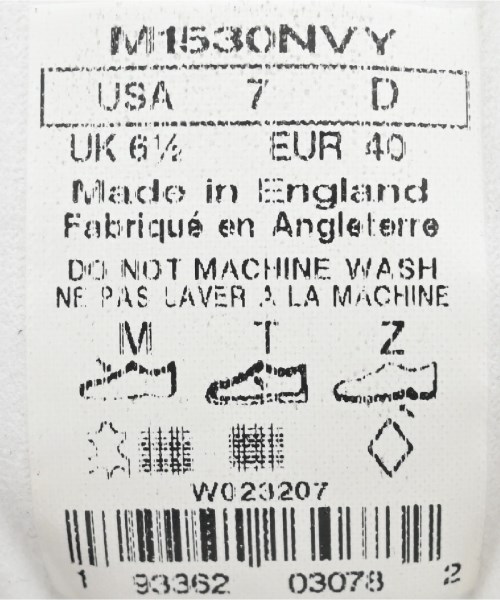 M1530NVY
USA 7 D
UK 6½ EUR 40
Made in England
Fabriqué en Angleterre
DO NOT MACHINE WASH
NE PAS LAVER A LA MACHINE
M T Z
W023207
1 93362 03078 2